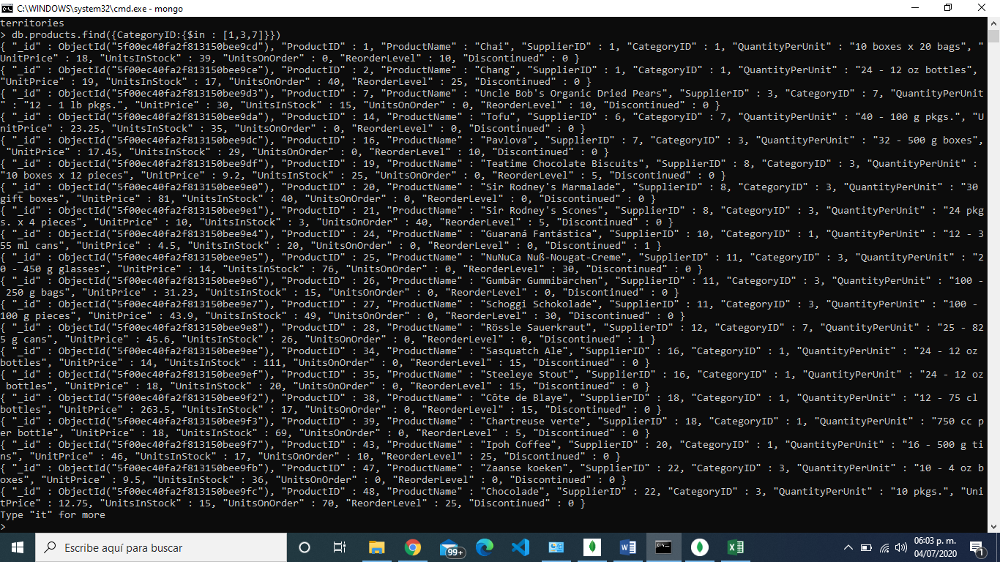 C:\WINDOWS\system32\cmd.exe - mongo
territories
> db.products.find({CategoryID:{$in : [1,3,7]}})
{ "_id" : ObjectId("5f00ec40fa2f813150bee9cd"), "ProductID" : 1, "ProductName" : "Chai", "SupplierID" : 1, "CategoryID" : 1, "QuantityPerUnit" : "10 boxes x 20 bags", "
UnitPrice" : 18, "UnitsInStock" : 39, "UnitsOnOrder" : 0, "ReorderLevel" : 10, "Discontinued" : 0 }
{ "_id" : ObjectId("5f00ec40fa2f813150bee9ce"), "ProductID" : 2, "ProductName" : "Chang", "SupplierID" : 1, "CategoryID" : 1, "QuantityPerUnit" : "24 - 12 oz bottles",
"UnitPrice" : 19, "UnitsInStock" : 17, "UnitsOnOrder" : 40, "ReorderLevel" : 25, "Discontinued" : 0 }
{ "_id" : ObjectId("5f00ec40fa2f813150bee9d3"), "ProductID" : 7, "ProductName" : "Uncle Bob's Organic Dried Pears", "SupplierID" : 3, "CategoryID" : 7, "QuantityPerUnit
" : "12 - 1 lb pkgs.", "UnitPrice" : 30, "UnitsInStock" : 15, "UnitsOnOrder" : 0, "ReorderLevel" : 10, "Discontinued" : 0 }
{ "_id" : ObjectId("5f00ec40fa2f813150bee9da"), "ProductID" : 14, "ProductName" : "Tofu", "SupplierID" : 6, "CategoryID" : 7, "QuantityPerUnit" : "40 - 100 g pkgs.", "U
nitPrice" : 23.25, "UnitsInStock" : 35, "UnitsOnOrder" : 0, "ReorderLevel" : 0, "Discontinued" : 0 }
{ "_id" : ObjectId("5f00ec40fa2f813150bee9dc"), "ProductID" : 16, "ProductName" : "Pavlova", "SupplierID" : 7, "CategoryID" : 3, "QuantityPerUnit" : "32 - 500 g boxes",
"UnitPrice" : 17.45, "UnitsInStock" : 29, "UnitsOnOrder" : 0, "ReorderLevel" : 10, "Discontinued" : 0 }
{ "_id" : ObjectId("5f00ec40fa2f813150bee9df"), "ProductID" : 19, "ProductName" : "Teatime Chocolate Biscuits", "SupplierID" : 8, "CategoryID" : 3, "QuantityPerUnit" :
"10 boxes x 12 pieces", "UnitPrice" : 9.2, "UnitsInStock" : 25, "UnitsOnOrder" : 0, "ReorderLevel" : 5, "Discontinued" : 0 }
{ "_id" : ObjectId("5f00ec40fa2f813150bee9e0"), "ProductID" : 20, "ProductName" : "Sir Rodney's Marmalade", "SupplierID" : 8, "CategoryID" : 3, "QuantityPerUnit" : "30
gift boxes", "UnitPrice" : 81, "UnitsInStock" : 40, "UnitsOnOrder" : 0, "ReorderLevel" : 0, "Discontinued" : 0 }
{ "_id" : ObjectId("5f00ec40fa2f813150bee9e1"), "ProductID" : 21, "ProductName" : "Sir Rodney's Scones", "SupplierID" : 8, "CategoryID" : 3, "QuantityPerUnit" : "24 pkg
s. x 4 pieces", "UnitPrice" : 10, "UnitsInStock" : 3, "UnitsOnOrder" : 40, "ReorderLevel" : 5, "Discontinued" : 0 }
{ "_id" : ObjectId("5f00ec40fa2f813150bee9e4"), "ProductID" : 24, "ProductName" : "Guaraná Fantástica", "SupplierID" : 10, "CategoryID" : 1, "QuantityPerUnit" : "12 - 3
55 ml cans", "UnitPrice" : 4.5, "UnitsInStock" : 20, "UnitsOnOrder" : 0, "ReorderLevel" : 0, "Discontinued" : 1 }
{ "_id" : ObjectId("5f00ec40fa2f813150bee9e5"), "ProductID" : 25, "ProductName" : "NuNuCa Nuß-Nougat-Creme", "SupplierID" : 11, "CategoryID" : 3, "QuantityPerUnit" : "2
0 - 450 g glasses", "UnitPrice" : 14, "UnitsInStock" : 76, "UnitsOnOrder" : 0, "ReorderLevel" : 30, "Discontinued" : 0 }
{ "_id" : ObjectId("5f00ec40fa2f813150bee9e6"), "ProductID" : 26, "ProductName" : "Gumbär Gummibärchen", "SupplierID" : 11, "CategoryID" : 3, "QuantityPerUnit" : "100 -
250 g bags", "UnitPrice" : 31.23, "UnitsInStock" : 15, "UnitsOnOrder" : 0, "ReorderLevel" : 0, "Discontinued" : 0 }
{ "_id" : ObjectId("5f00ec40fa2f813150bee9e7"), "ProductID" : 27, "ProductName" : "Schoggi Schokolade", "SupplierID" : 11, "CategoryID" : 3, "QuantityPerUnit" : "100 -
100 g pieces", "UnitPrice" : 43.9, "UnitsInStock" : 49, "UnitsOnOrder" : 0, "ReorderLevel" : 30, "Discontinued" : 0 }
{ "_id" : ObjectId("5f00ec40fa2f813150bee9e8"), "ProductID" : 28, "ProductName" : "Rössle Sauerkraut", "SupplierID" : 12, "CategoryID" : 7, "QuantityPerUnit" : "25 - 82
5 g cans", "UnitPrice" : 45.6, "UnitsInStock" : 26, "UnitsOnOrder" : 0, "ReorderLevel" : 0, "Discontinued" : 1 }
{ "_id" : ObjectId("5f00ec40fa2f813150bee9ee"), "ProductID" : 34, "ProductName" : "Sasquatch Ale", "SupplierID" : 16, "CategoryID" : 1, "QuantityPerUnit" : "24 - 12 oz
bottles", "UnitPrice" : 14, "UnitsInStock" : 111, "UnitsOnOrder" : 0, "ReorderLevel" : 15, "Discontinued" : 0 }
{ "_id" : ObjectId("5f00ec40fa2f813150bee9ef"), "ProductID" : 35, "ProductName" : "Steeleye Stout", "SupplierID" : 16, "CategoryID" : 1, "QuantityPerUnit" : "24 - 12 oz
bottles", "UnitPrice" : 18, "UnitsInStock" : 20, "UnitsOnOrder" : 0, "ReorderLevel" : 15, "Discontinued" : 0 }
{ "_id" : ObjectId("5f00ec40fa2f813150bee9f2"), "ProductID" : 38, "ProductName" : "Côte de Blaye", "SupplierID" : 18, "CategoryID" : 1, "QuantityPerUnit" : "12 - 75 cl
bottles", "UnitPrice" : 263.5, "UnitsInStock" : 17, "UnitsOnOrder" : 0, "ReorderLevel" : 15, "Discontinued" : 0 }
{ "_id" : ObjectId("5f00ec40fa2f813150bee9f3"), "ProductID" : 39, "ProductName" : "Chartreuse verte", "SupplierID" : 18, "CategoryID" : 1, "QuantityPerUnit" : "750 cc p
er bottle", "UnitPrice" : 18, "UnitsInStock" : 69, "UnitsOnOrder" : 0, "ReorderLevel" : 5, "Discontinued" : 0 }
{ "_id" : ObjectId("5f00ec40fa2f813150bee9f7"), "ProductID" : 43, "ProductName" : "Ipoh Coffee", "SupplierID" : 20, "CategoryID" : 1, "QuantityPerUnit" : "16 - 500 g ti
ns", "UnitPrice" : 46, "UnitsInStock" : 17, "UnitsOnOrder" : 10, "ReorderLevel" : 25, "Discontinued" : 0 }
{ "_id" : ObjectId("5f00ec40fa2f813150bee9fb"), "ProductID" : 47, "ProductName" : "Zaanse koeken", "SupplierID" : 22, "CategoryID" : 3, "QuantityPerUnit" : "10 - 4 oz b
oxes", "UnitPrice" : 9.5, "UnitsInStock" : 36, "UnitsOnOrder" : 0, "ReorderLevel" : 0, "Discontinued" : 0 }
{ "_id" : ObjectId("5f00ec40fa2f813150bee9fc"), "ProductID" : 48, "ProductName" : "Chocolade", "SupplierID" : 22, "CategoryID" : 3, "QuantityPerUnit" : "10 pkgs.", "Uni
tPrice" : 12.75, "UnitsInStock" : 15, "UnitsOnOrder" : 70, "ReorderLevel" : 25, "Discontinued" : 0 }
Type "it" for more
>
Escribe aquí para buscar
99+
06:03 p. m.
04/07/2020
1